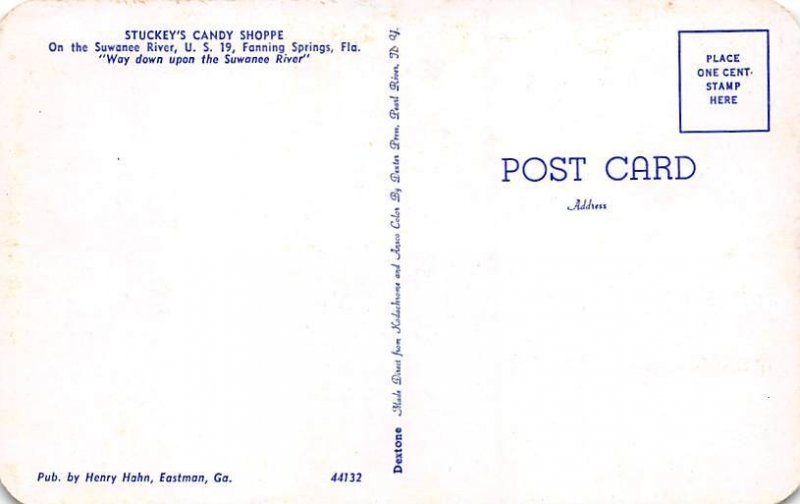 STUCKEY'S CANDY SHOPPE
On the Suwanee River, U. S. 19, Fanning Springs, Fla.
"Way down upon the Suwanee River"
Pub. by Henry Hahn, Eastman, Ga.
44132
Dextone Made Direct from Kodachrome and Ansco Color By Dexter Press, Pearl River, N. Y.
PLACE
ONE CENT
STAMP
HERE
POST CARD
Address